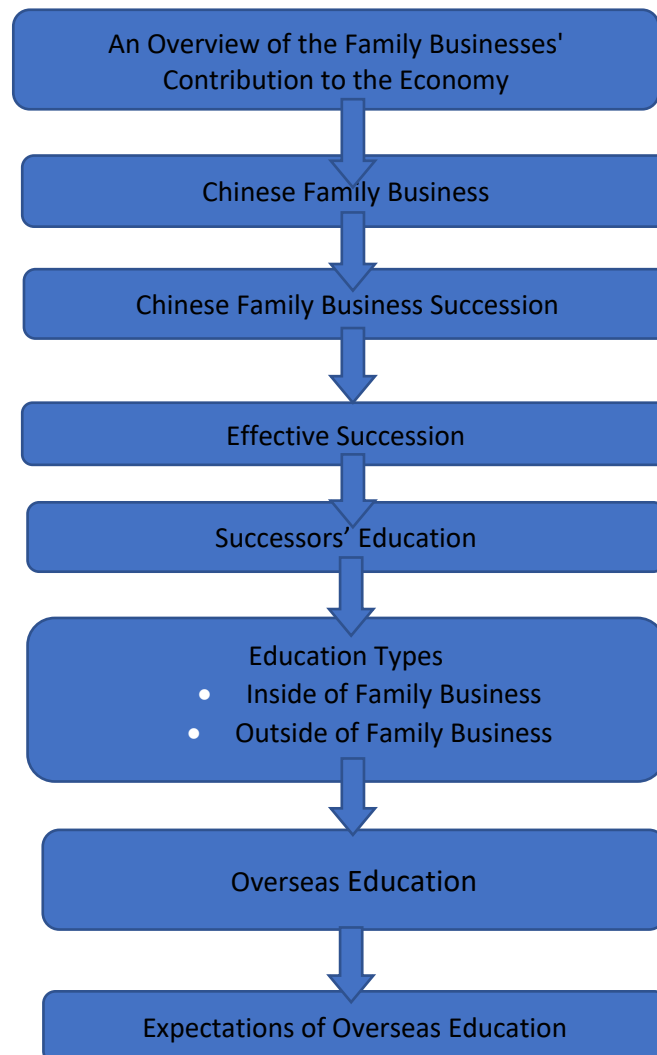 An Overview of the Family Businesses'
Contribution to the Economy
Chinese Family Business
Chinese Family Business Succession
Effective Succession
Successors’ Education
Education Types
• Inside of Family Business
• Outside of Family Business
Overseas Education
Expectations of Overseas Education